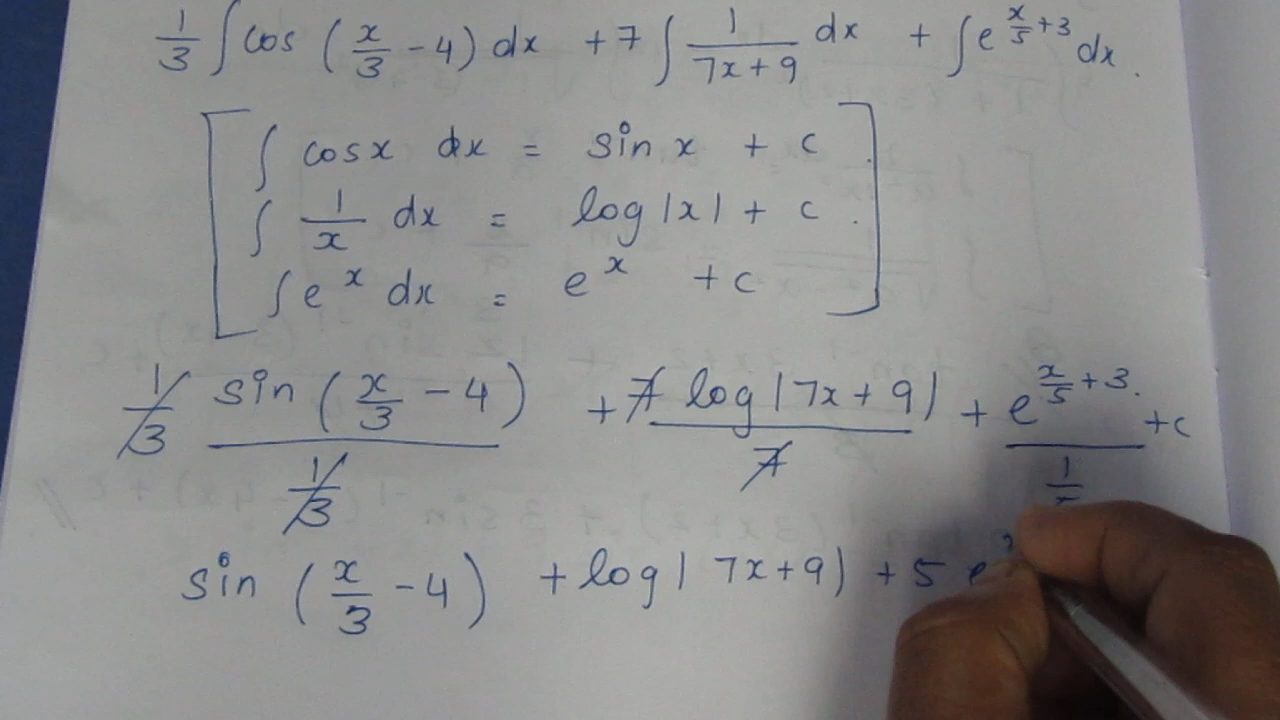 1/3 ∫ cos (x/3 - 4) dx + 7 ∫ 1/(7x+9) dx + ∫ e^(x/5 + 3) dx.
[ ∫ cosx dx = sin x + c.
∫ 1/x dx = log |x| + c.
∫ e^x dx = e^x + c ]
1/3 sin (x/3 - 4) / (1/3) + 7 log |7x+9| / 7 + e^(x/5 + 3). / (1/ + c
sin (x/3 - 4) + log | 7x+9) + 5 e